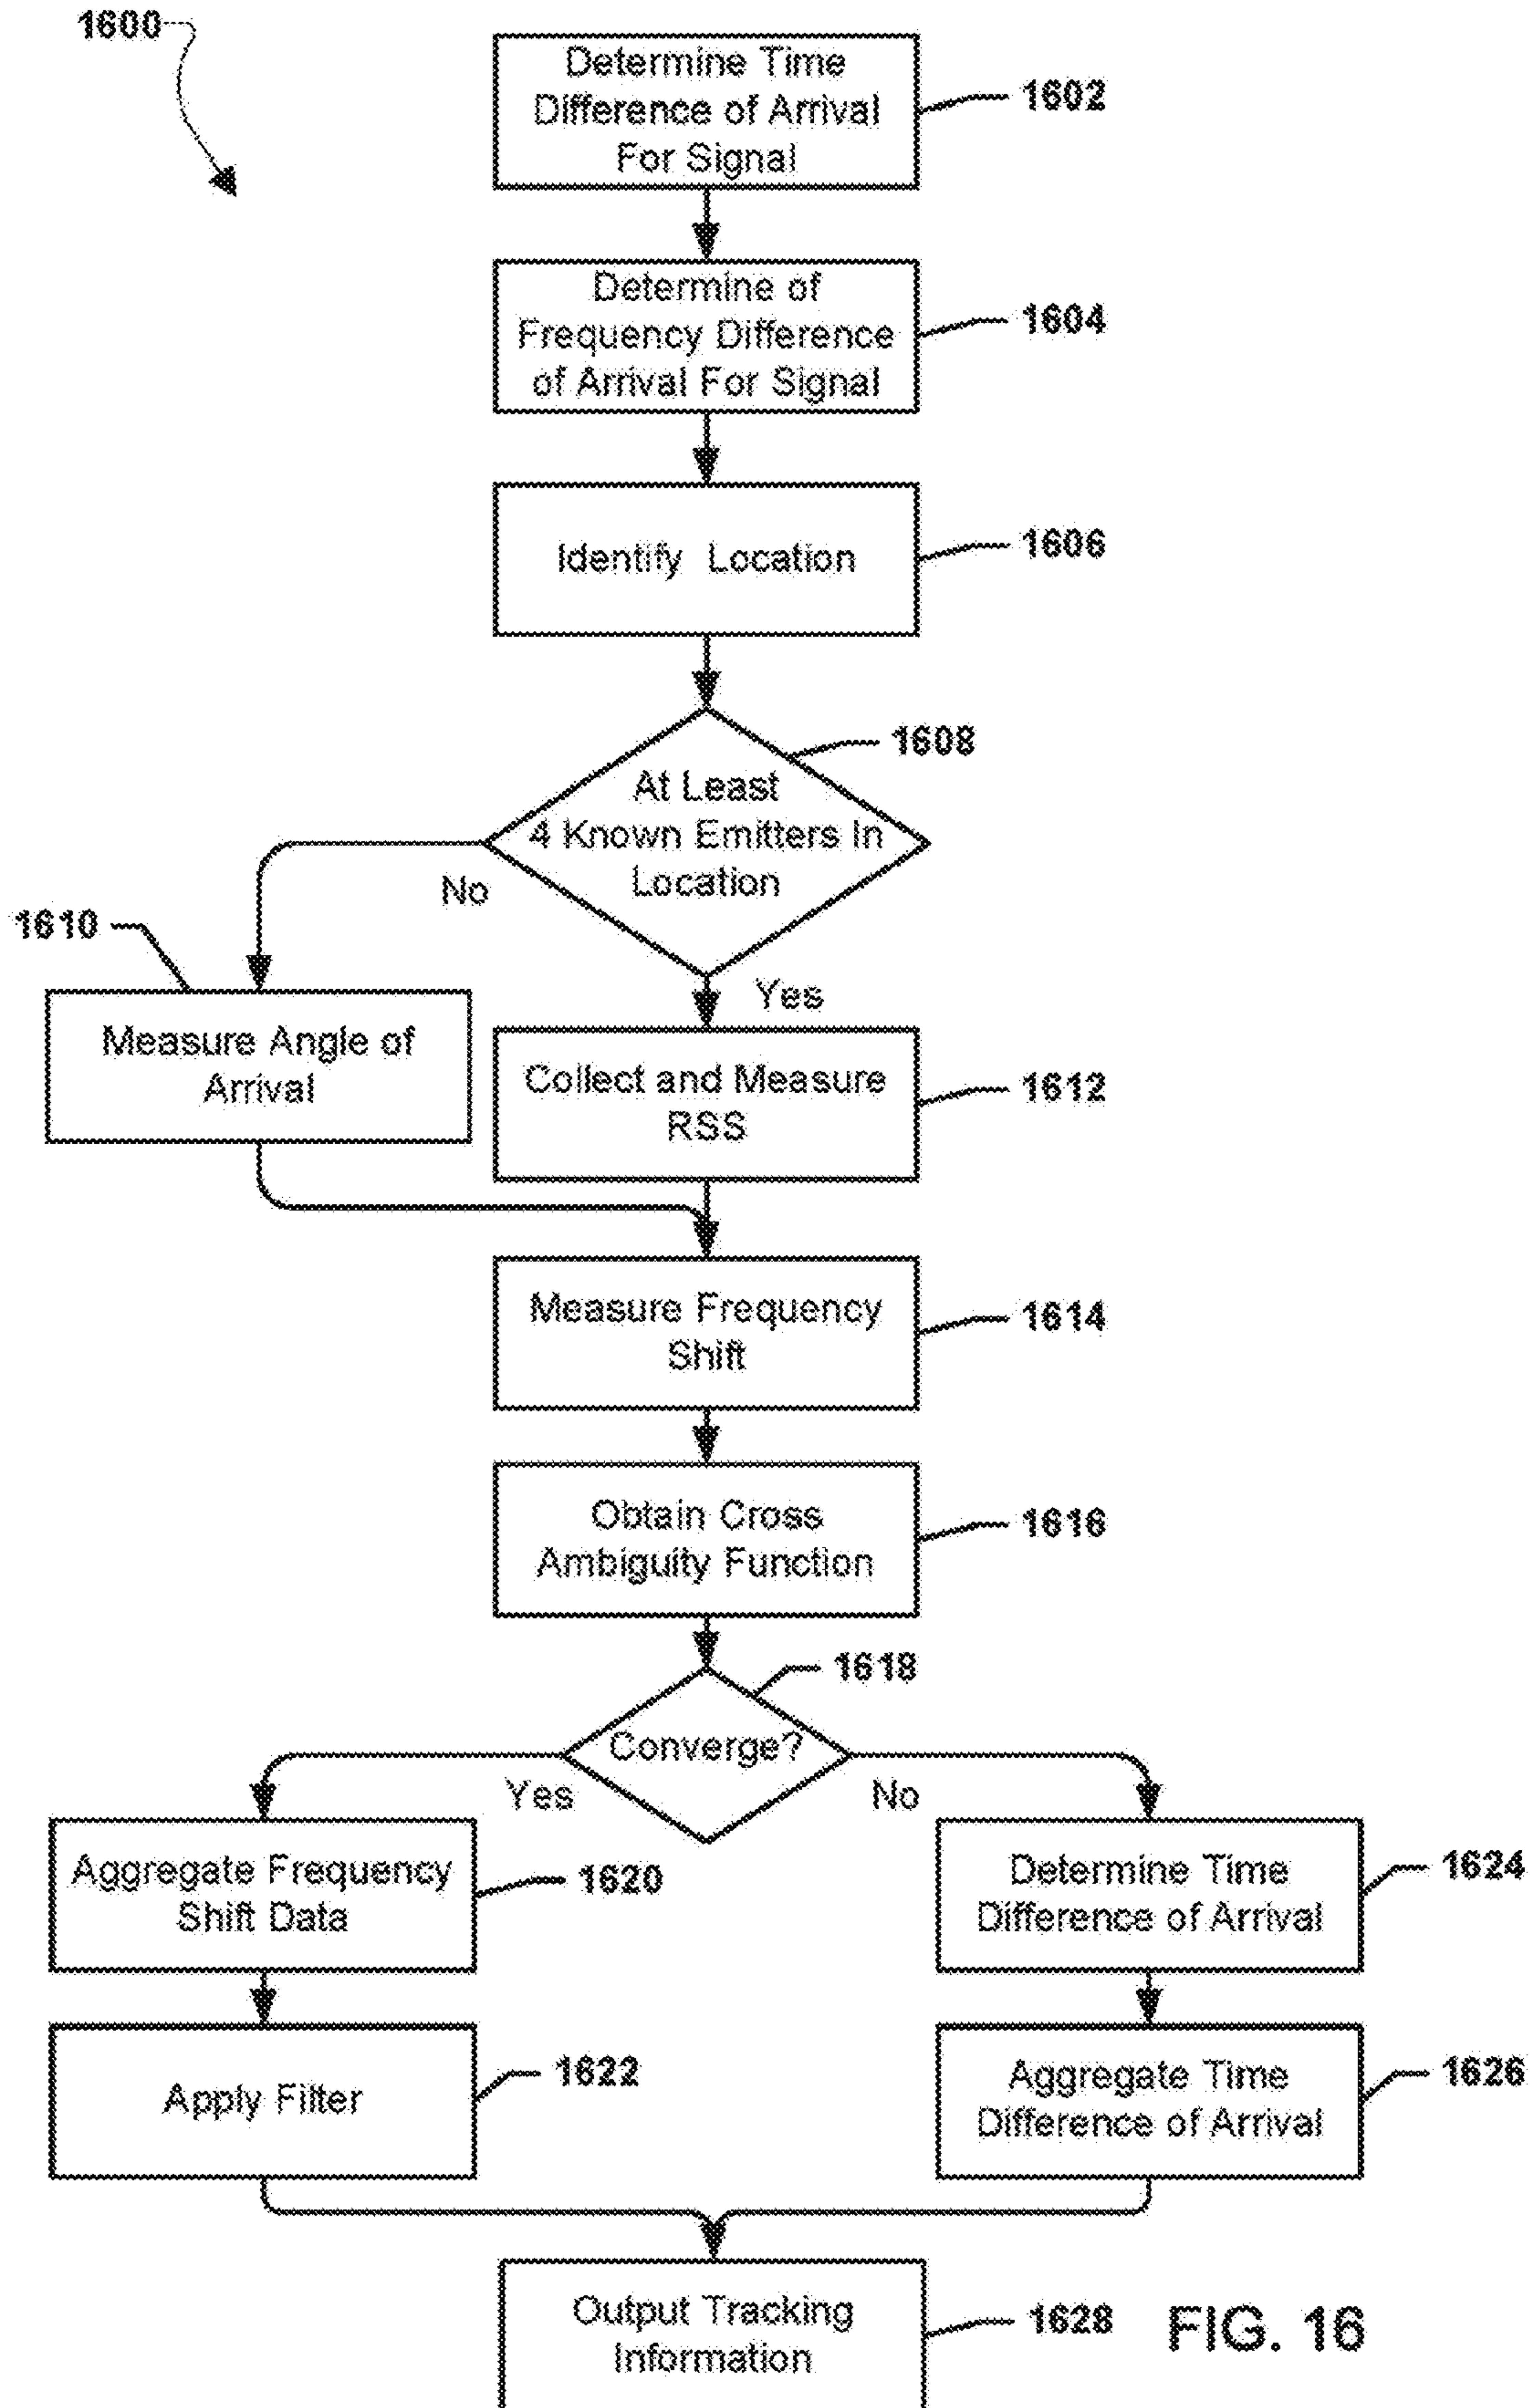 1600
Determine Time
Difference of Arrival
For Signal
1602
Determine of
Frequency Difference
of Arrival For Signal
1604
Identify Location
1606
1608
At Least
4 Known Emitters In
Location
No
Yes
1610
Measure Angle of
Arrival
Collect and Measure
RSS
1612
Measure Frequency
Shift
1614
Obtain Cross
Ambiguity Function
1616
1618
Converge?
Yes
No
Aggregate Frequency
Shift Data
1620
Determine Time
Difference of Arrival
1624
Apply Filter
1622
Aggregate Time
Difference of Arrival
1626
Output Tracking
Information
1628
FIG. 16